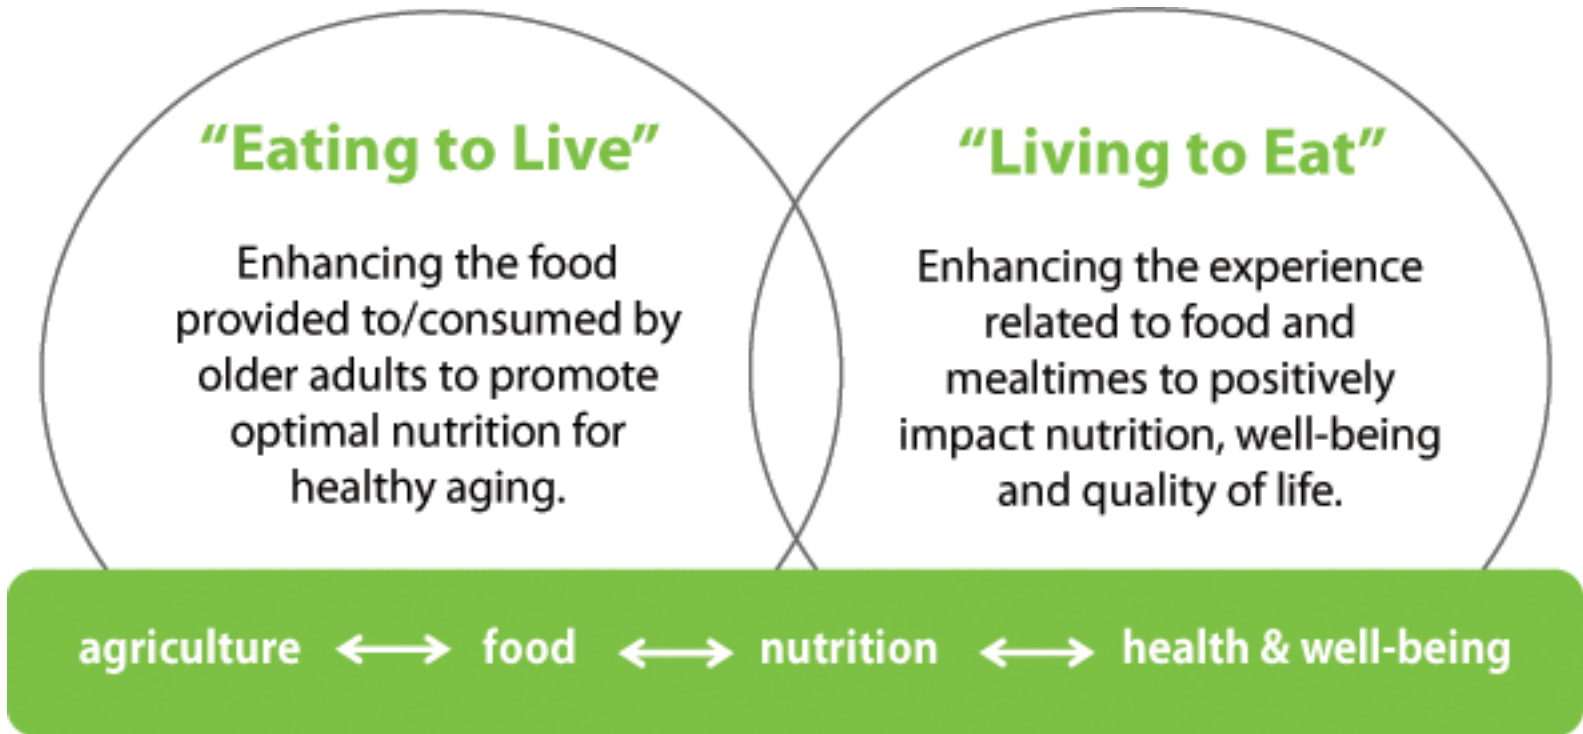 “Eating to Live”
Enhancing the food
provided to/consumed by
older adults to promote
optimal nutrition for
healthy aging.
“Living to Eat”
Enhancing the experience
related to food and
mealtimes to positively
impact nutrition, well-being
and quality of life.
agriculture ↔ food ↔ nutrition ↔ health & well-being